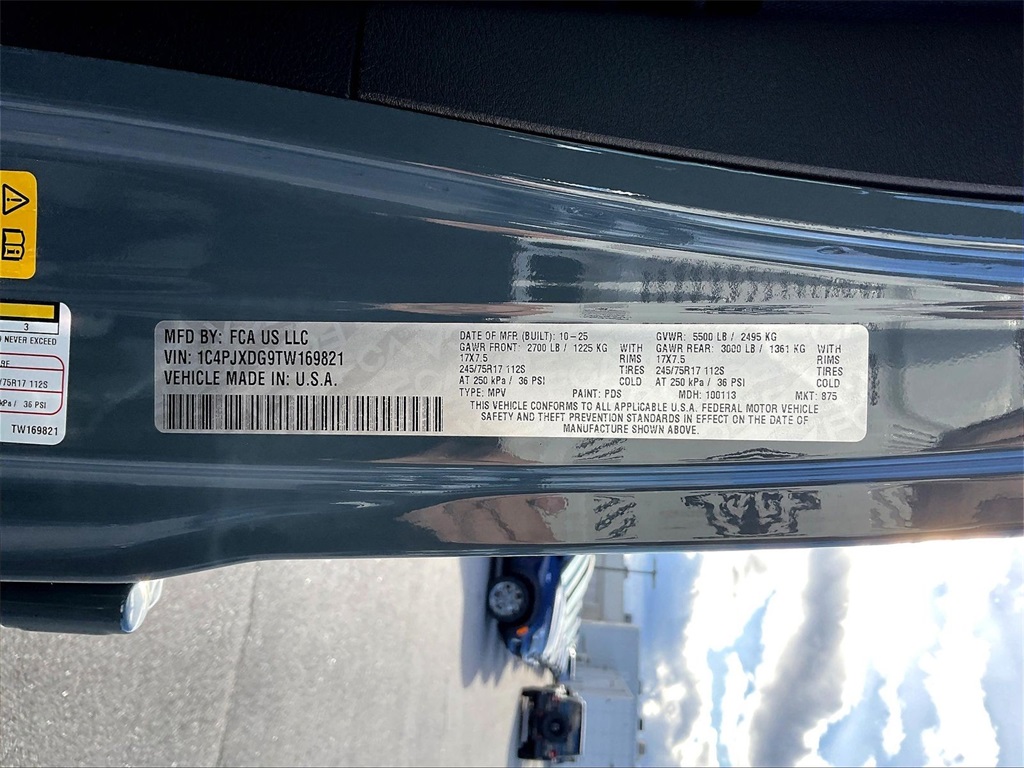 3
D NEVER EXCEED
/75R17 112S
kPa / 36 PSI
TW169821
MFD BY: FCA US LLC
VIN: 1C4PJXDG9TW169821
VEHICLE MADE IN: U.S.A.
DATE OF MFR (BUILT): 10-25
GAWR FRONT: 2700 LB / 1225 KG WITH
17X7.5 RIMS
245/75R17 112S TIRES
AT 250 kPa / 36 PSI COLD
GVWR: 5500 LB / 2495 KG
GAWR REAR: 3000 LB / 1361 KG WITH
17X7.5 RIMS
245/75R17 112S TIRES
AT 250 kPa / 36 PSI COLD
TYPE: MPV PAINT: PDS MDH: 100113 MKT: 875
THIS VEHICLE CONFORMS TO ALL APPLICABLE U.S.A. FEDERAL MOTOR VEHICLE
SAFETY AND THEFT PREVENTION STANDARDS IN EFFECT ON THE DATE OF
MANUFACTURE SHOWN ABOVE.